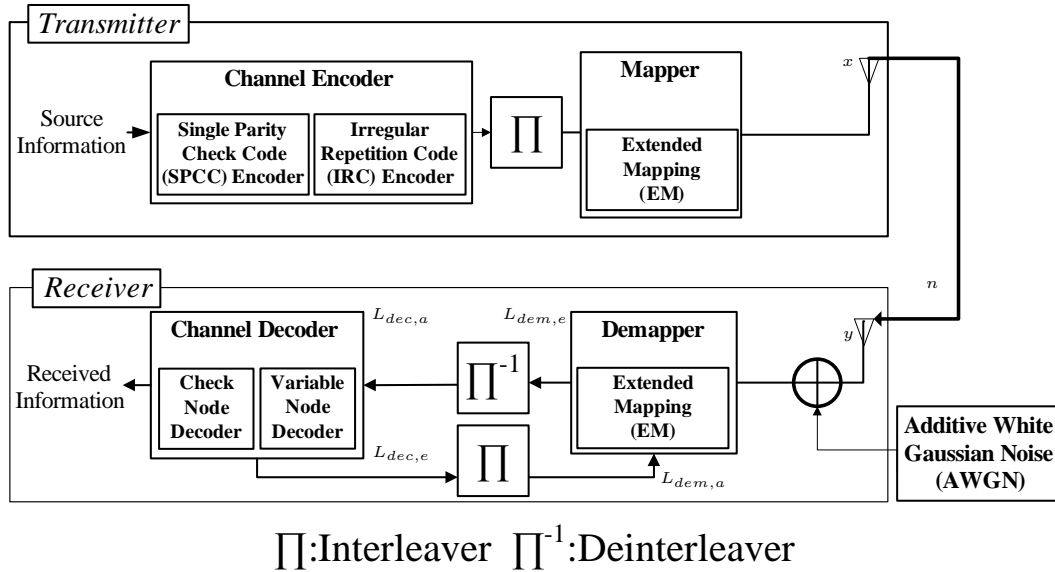 Transmitter
Channel Encoder
Mapper
x
Source
Information
Single Parity
Check Code
(SPCC) Encoder
Irregular
Repetition Code
(IRC) Encoder
∏
Extended
Mapping
(EM)
Receiver
n
L_{dec,a}
L_{dem,e}
Channel Decoder
Demapper
y
Received
Information
Check
Node
Decoder
Variable
Node
Decoder
∏⁻¹
Extended
Mapping
(EM)
L_{dec,e}
∏
L_{dem,a}
Additive White
Gaussian Noise
(AWGN)
∏:Interleaver ∏⁻¹:Deinterleaver